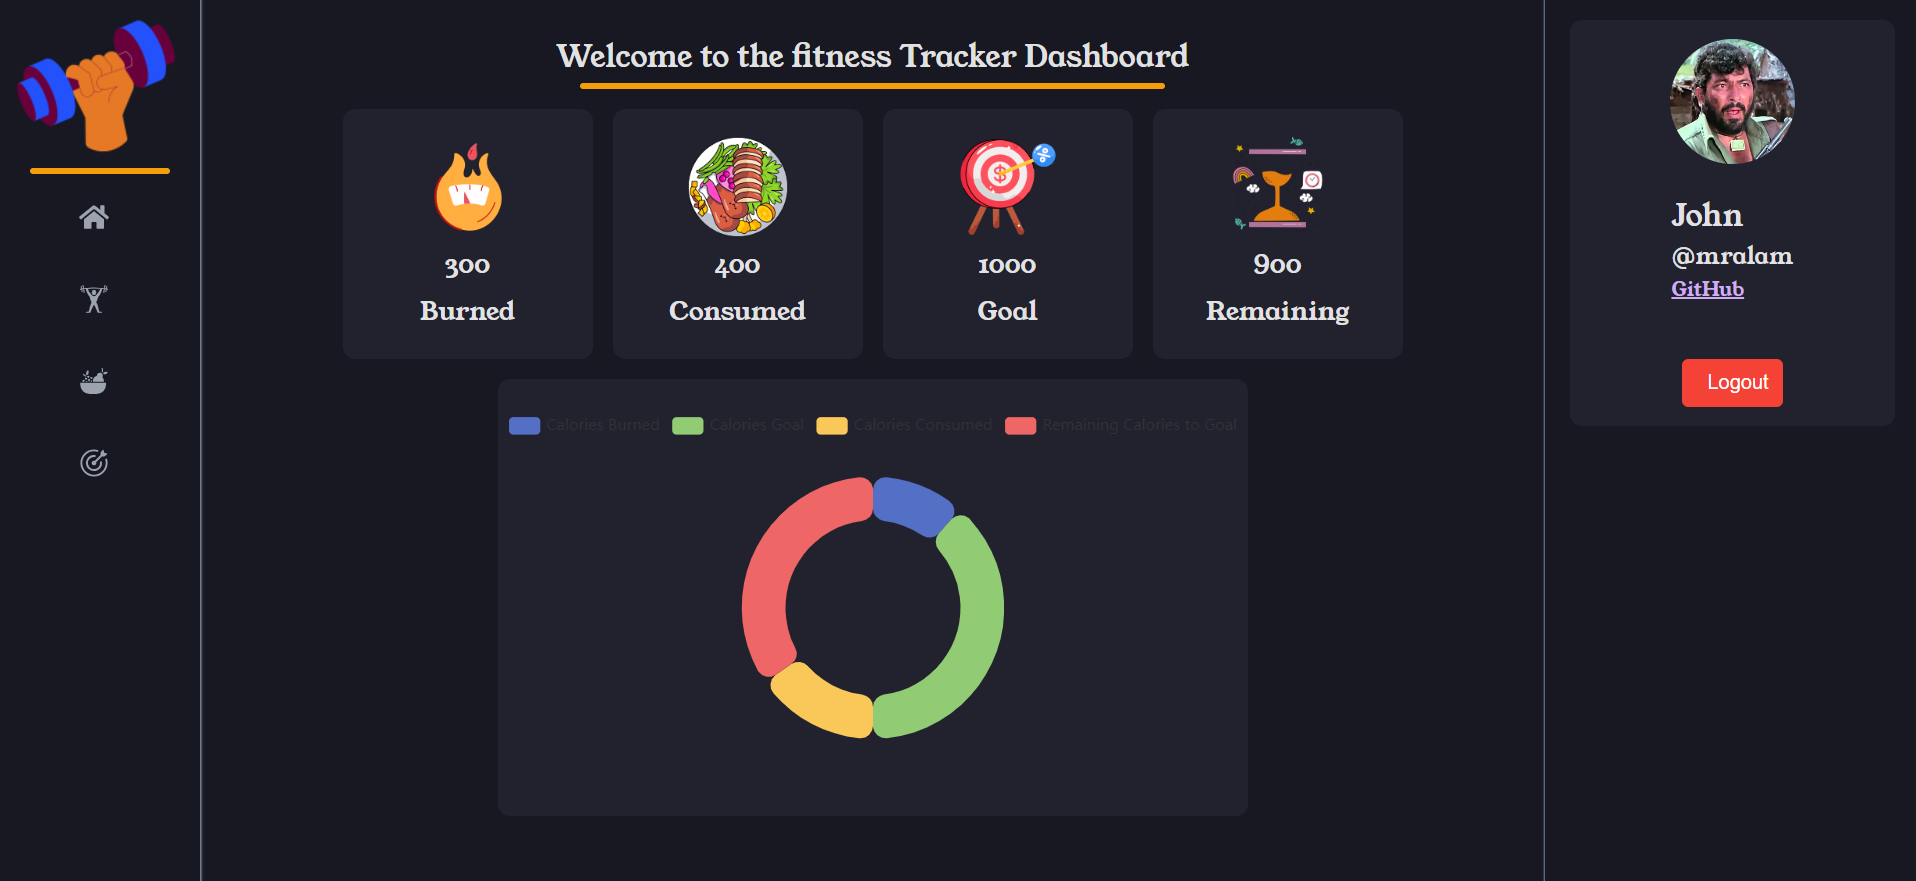 Welcome to the fitness Tracker Dashboard
300
Burned
400
Consumed
1000
Goal
900
Remaining
Calories Burned Calories Goal Calories Consumed Remaining Calories to Goal
John
@mralam
GitHub
Logout